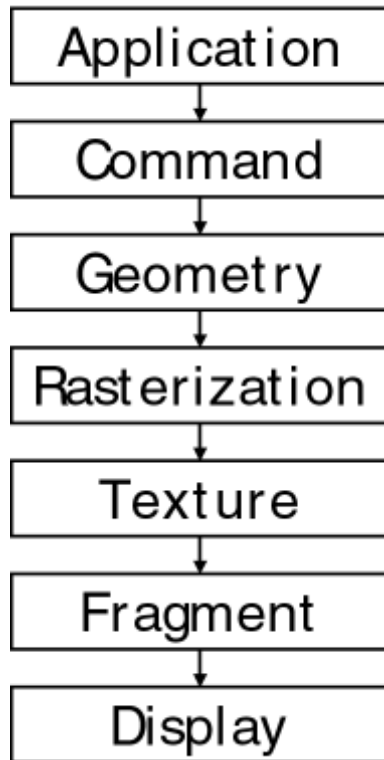 Application
Command
Geometry
Rasterization
Texture
Fragment
Display